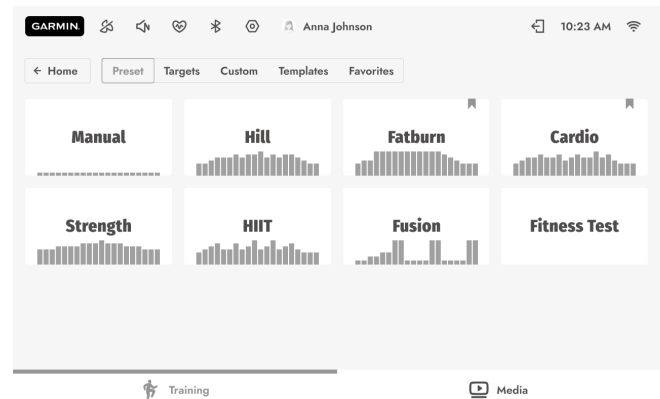 GARMIN. Anna Johnson 10:23 AM
Home Preset Targets Custom Templates Favorites
Manual Hill Fatburn Cardio
Strength HIIT Fusion Fitness Test
Training Media